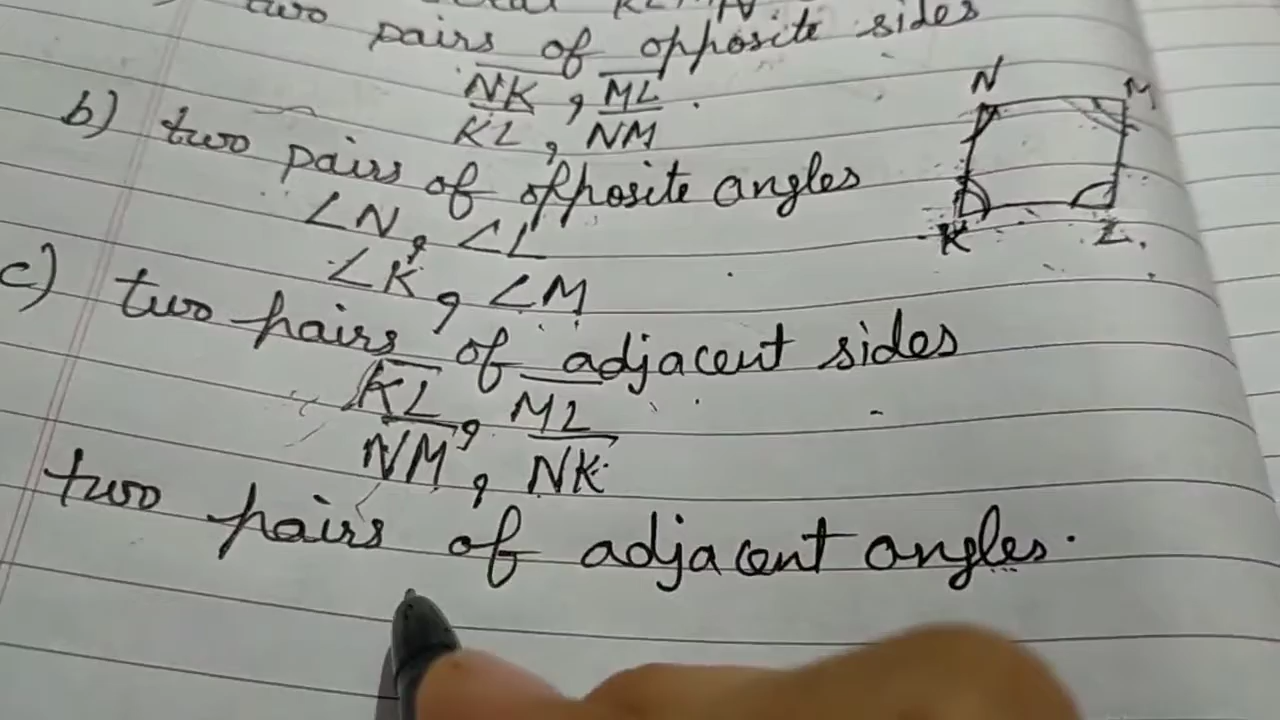 two pairs of opposite sides
NK, ML.
KL, NM
b) two pairs of opposite angles
∠N, ∠L
∠K, ∠M
c) two pairs of adjacent sides
KL, ML
NM, NK.
two pairs of adjacent angles.
N M
K L.